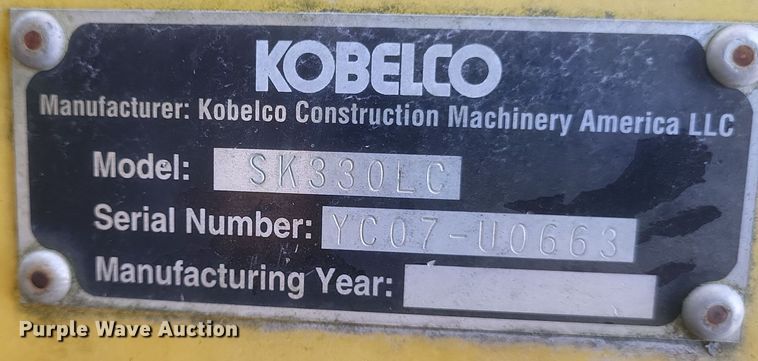 KOBELCO
Manufacturer: Kobelco Construction Machinery America LLC
Model: SK330LC
Serial Number: YC07-U0663
Manufacturing Year:
Purple Wave Auction